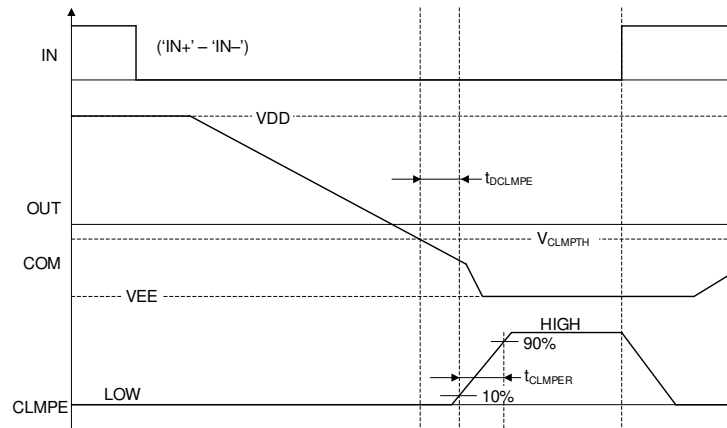 IN
(‘IN+’ – ‘IN–’)
VDD
tDCLMPE
OUT
VCLMPTH
COM
VEE
HIGH
90%
tCLMPER
LOW
10%
CLMPE